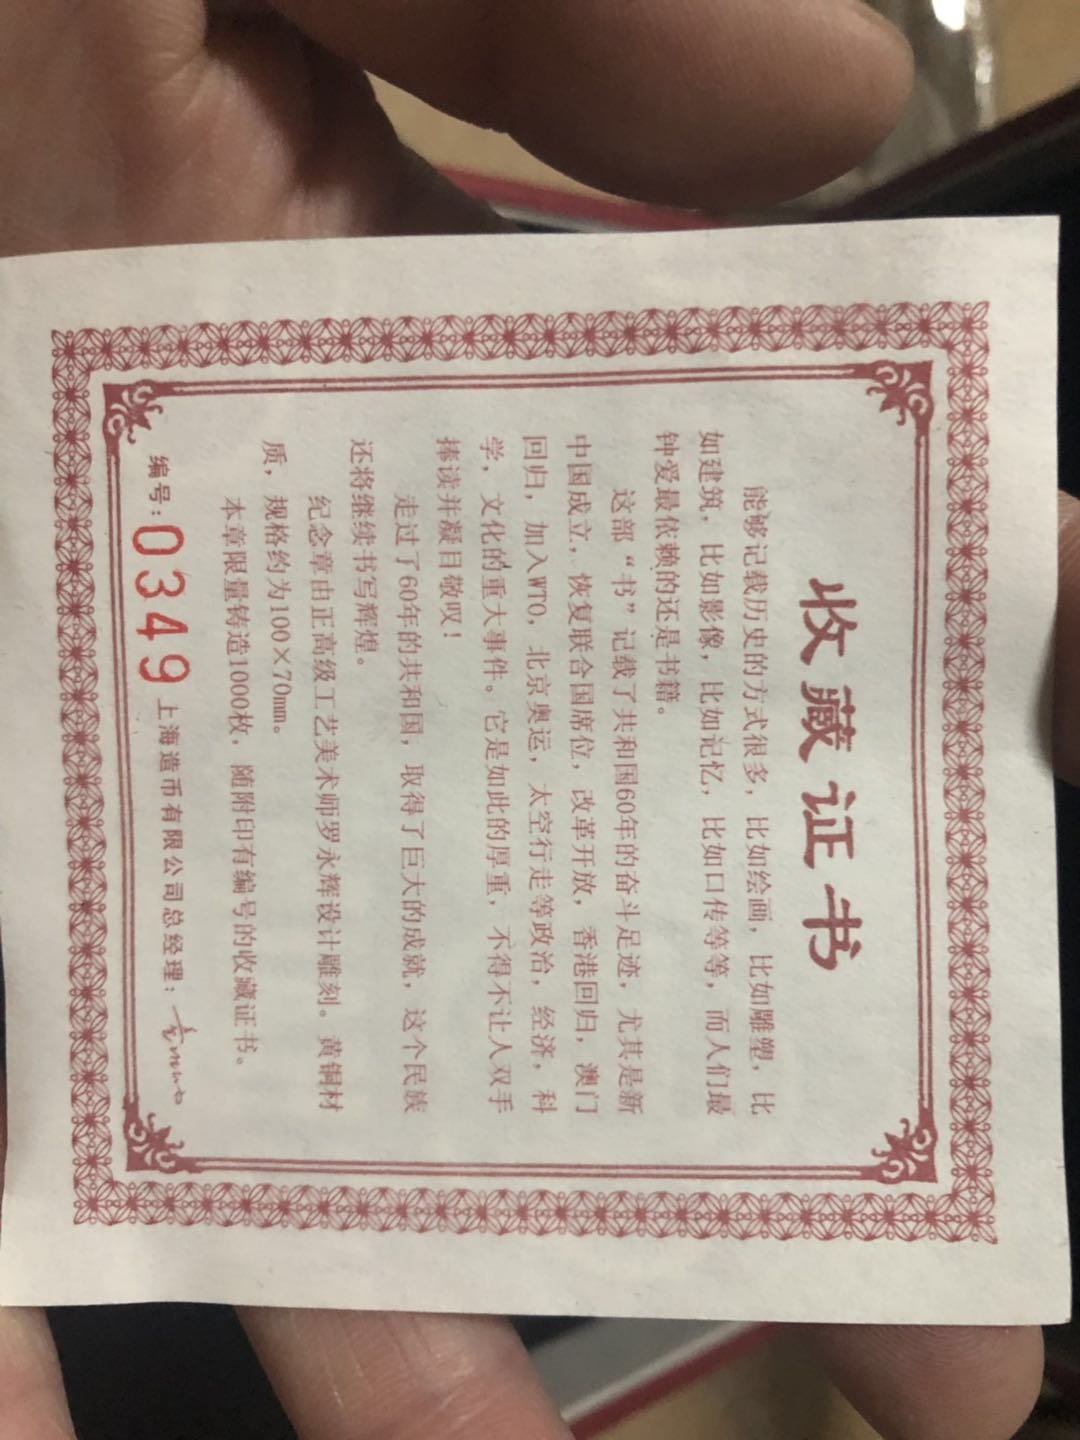 收藏证书
能够记载历史的方式很多，比如绘画，比如雕塑，比
如建筑，比如影像，比如记忆，比如口传等等，而人们最
钟爱最依赖的还是书籍。
这部“书”记载了共和国60年的奋斗足迹，尤其是新
中国成立，恢复联合国席位，改革开放，香港回归，澳门
回归，加入WTO，北京奥运，太空行走等政治，经济，科
学，文化的重大事件。它是如此的厚重，不得不让人双手
捧读并凝目敬叹！
走过了60年的共和国，取得了巨大的成就，这个民族
还将继续书写辉煌。
纪念章由正高级工艺美术师罗永辉设计雕刻。黄铜材
质，规格约为100×70mm。
本章限量铸造1000枚，随附印有编号的收藏证书。
编号：0349 上海造币有限公司总经理：